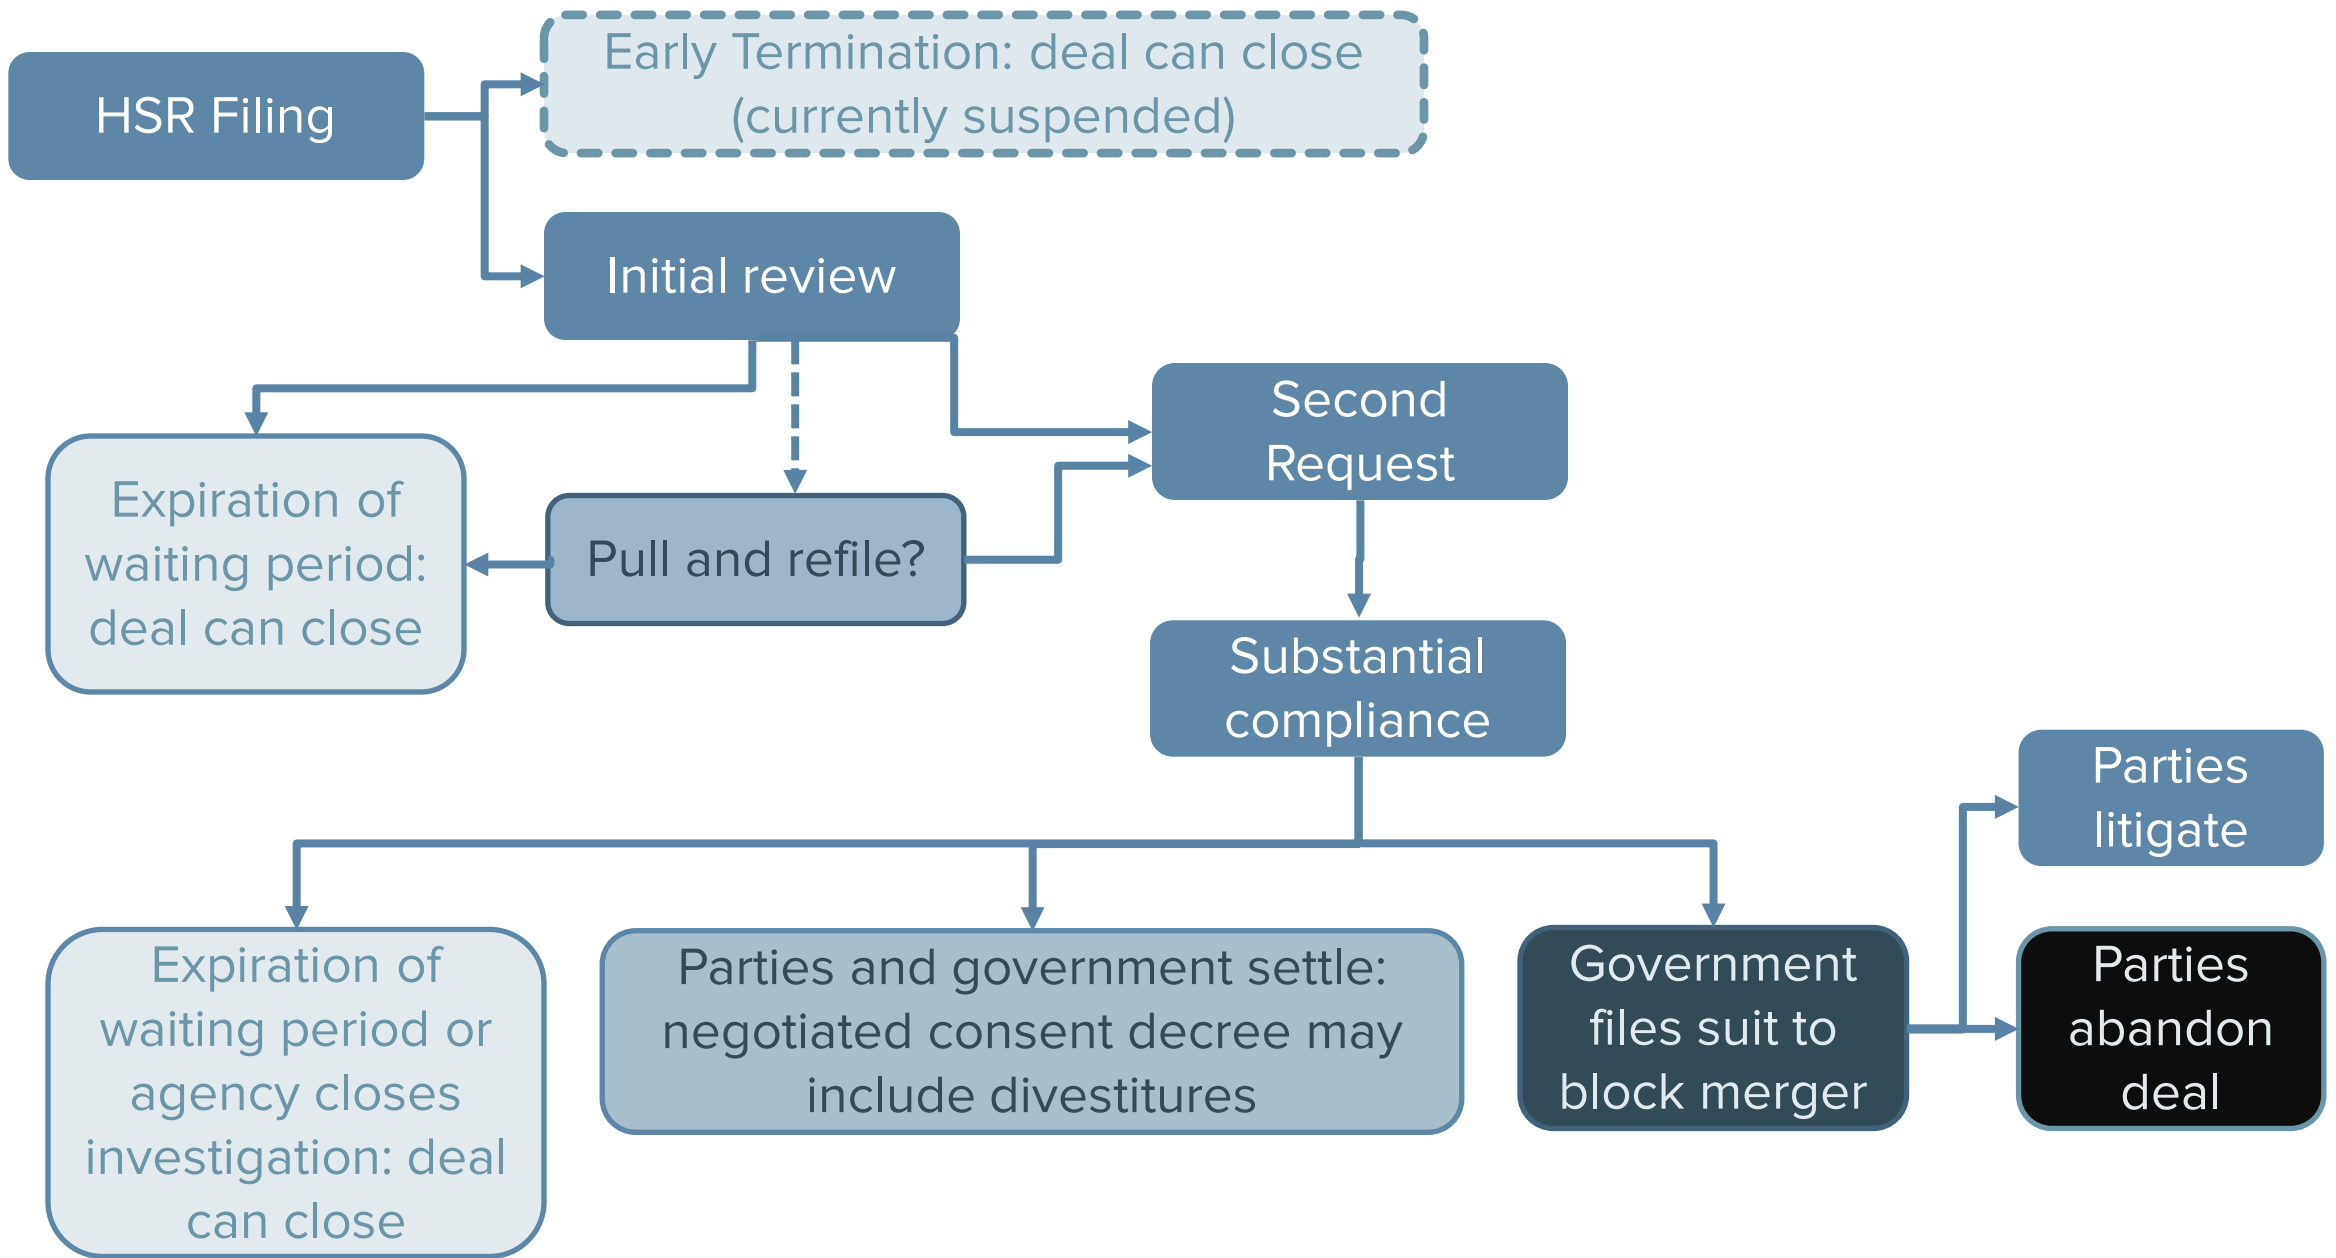 HSR Filing
Early Termination: deal can close
(currently suspended)
Initial review
Second
Request
Expiration of
waiting period:
deal can close
Pull and refile?
Substantial
compliance
Parties
litigate
Expiration of
waiting period or
agency closes
investigation: deal
can close
Parties and government settle:
negotiated consent decree may
include divestitures
Government
files suit to
block merger
Parties
abandon
deal